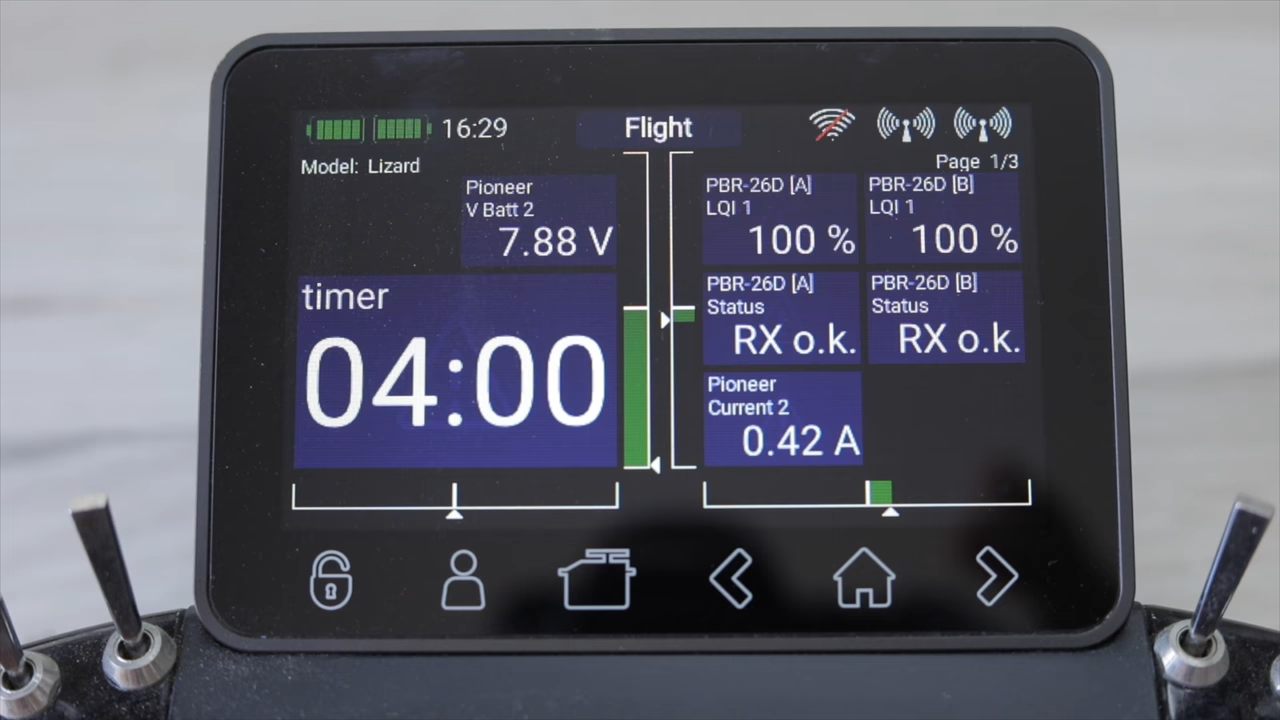 16:29
Flight
Model: Lizard
Page 1/3
Pioneer
V Batt 2
7.88 V
timer
04:00
PBR-26D [A]
LQI 1
100 %
PBR-26D [B]
LQI 1
100 %
PBR-26D [A]
Status
RX o.k.
PBR-26D [B]
Status
RX o.k.
Pioneer
Current 2
0.42 A